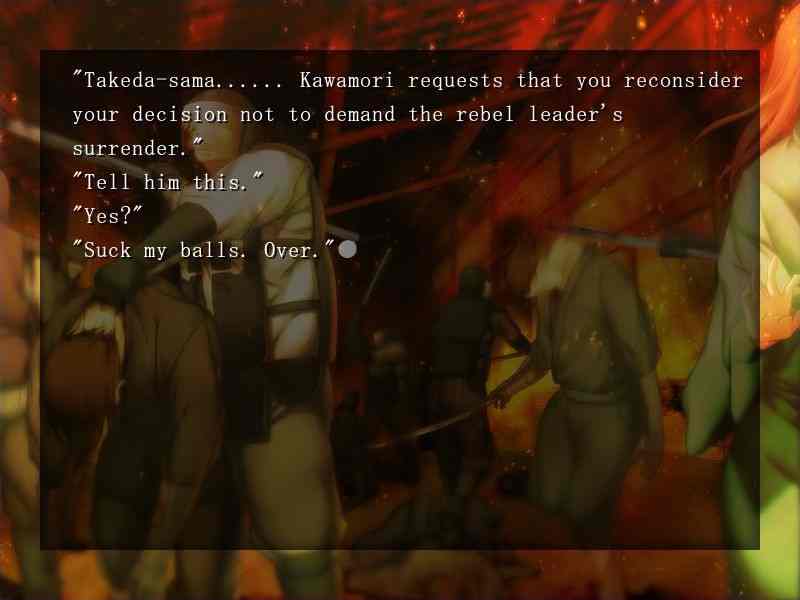 "Takeda-sama...... Kawamori requests that you reconsider
your decision not to demand the rebel leader's
surrender."
"Tell him this."
"Yes?"
"Suck my balls. Over."